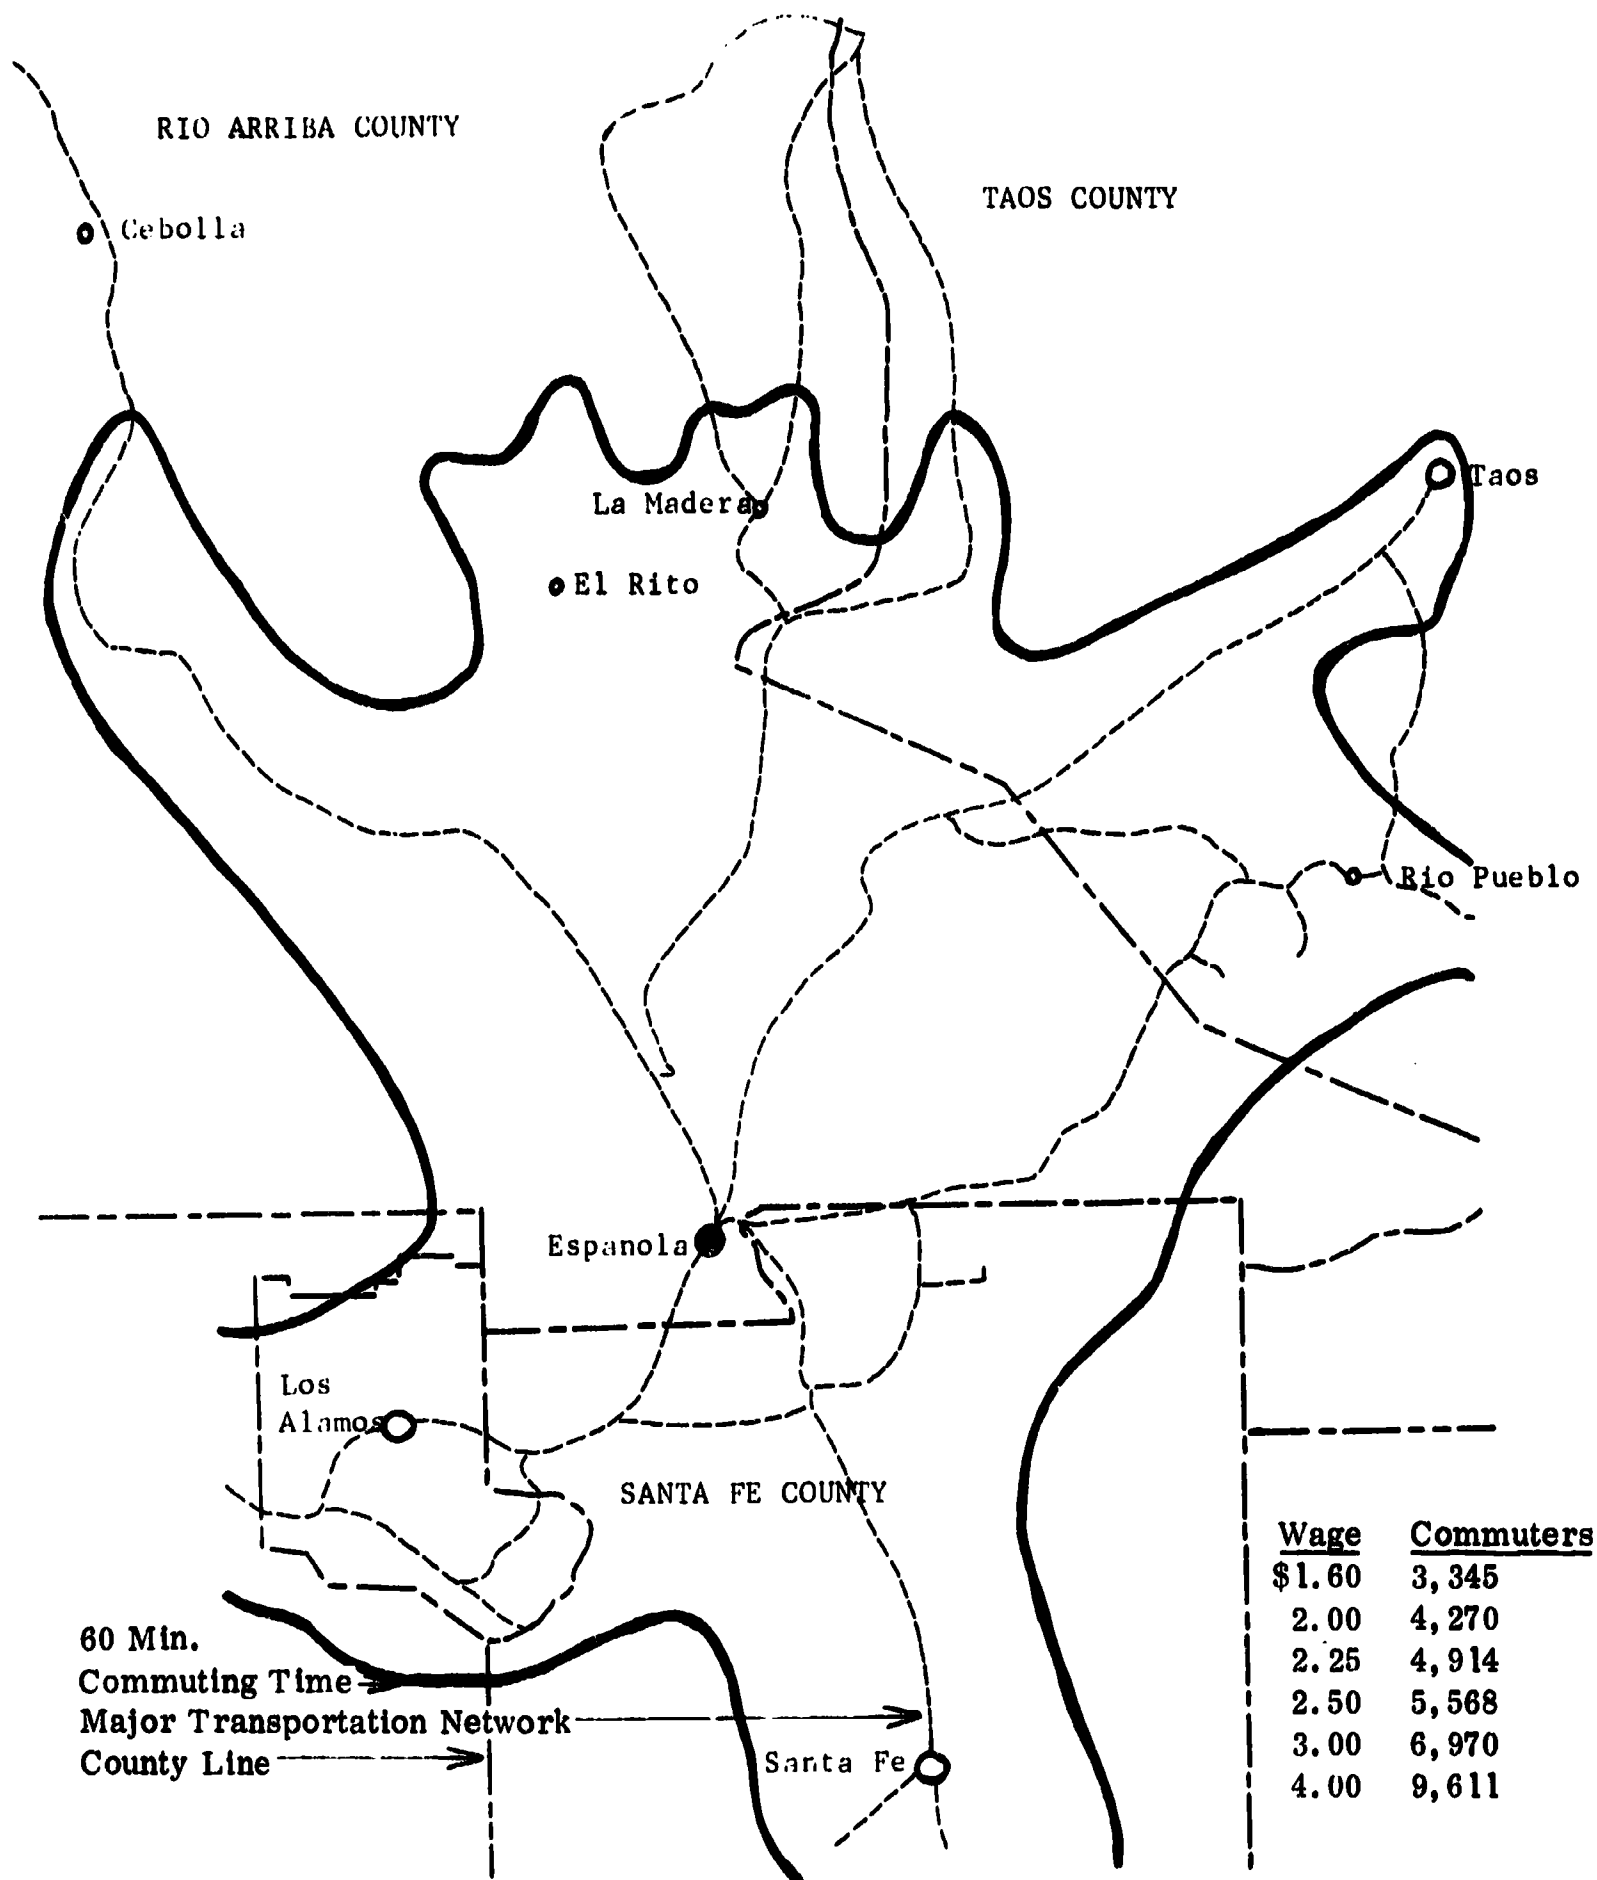 RIO ARRIBA COUNTY
TAOS COUNTY
Cebolla
Taos
La Madera
El Rito
Rio Pueblo
Espanola
Los
Alamos
SANTA FE COUNTY
Wage Commuters
$1.60 3,345
2.00 4,270
2.25 4,914
2.50 5,568
3.00 6,970
4.00 9,611
60 Min.
Commuting Time
Major Transportation Network
County Line
Santa Fe